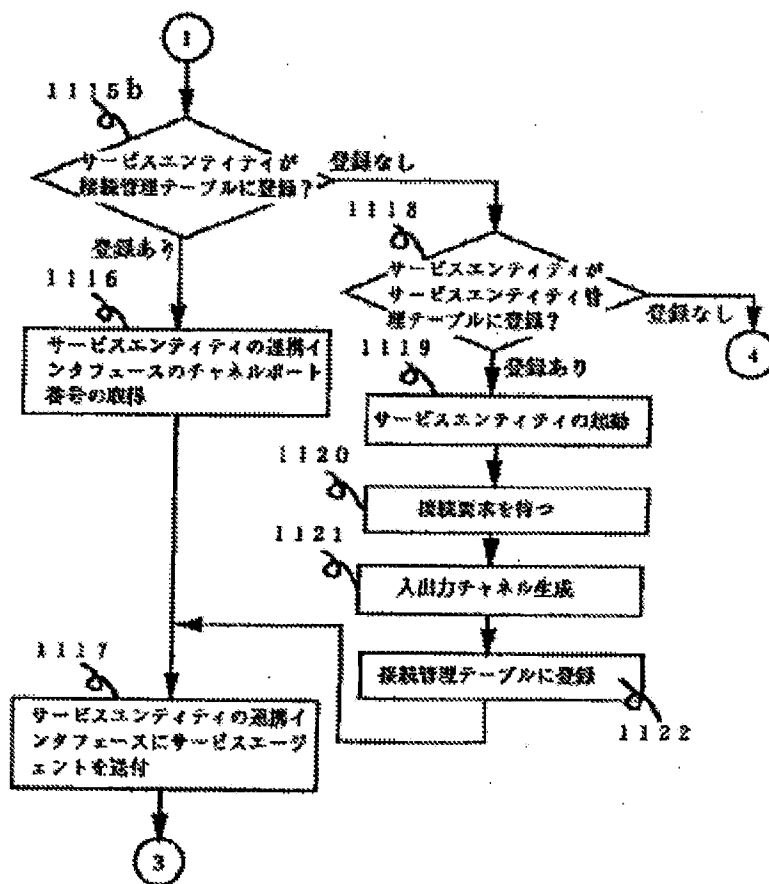 1
1115b
サービスエンティティが
接続管理テーブルに登録?
登録なし
登録あり
1116
サービスエンティティの連携イ
ンタフェースのチャネルポート
番号の取得
1118
サービスエンティティが
サービスエンティティ管
理テーブルに登録?
登録なし
4
1119
登録あり
サービスエンティティの起動
1120
接続要求を待つ
1121
入出力チャネル生成
接続管理テーブルに登録
1122
1117
サービスエンティティの連携イ
ンタフェースにサービスエージ
ェントを送付
3